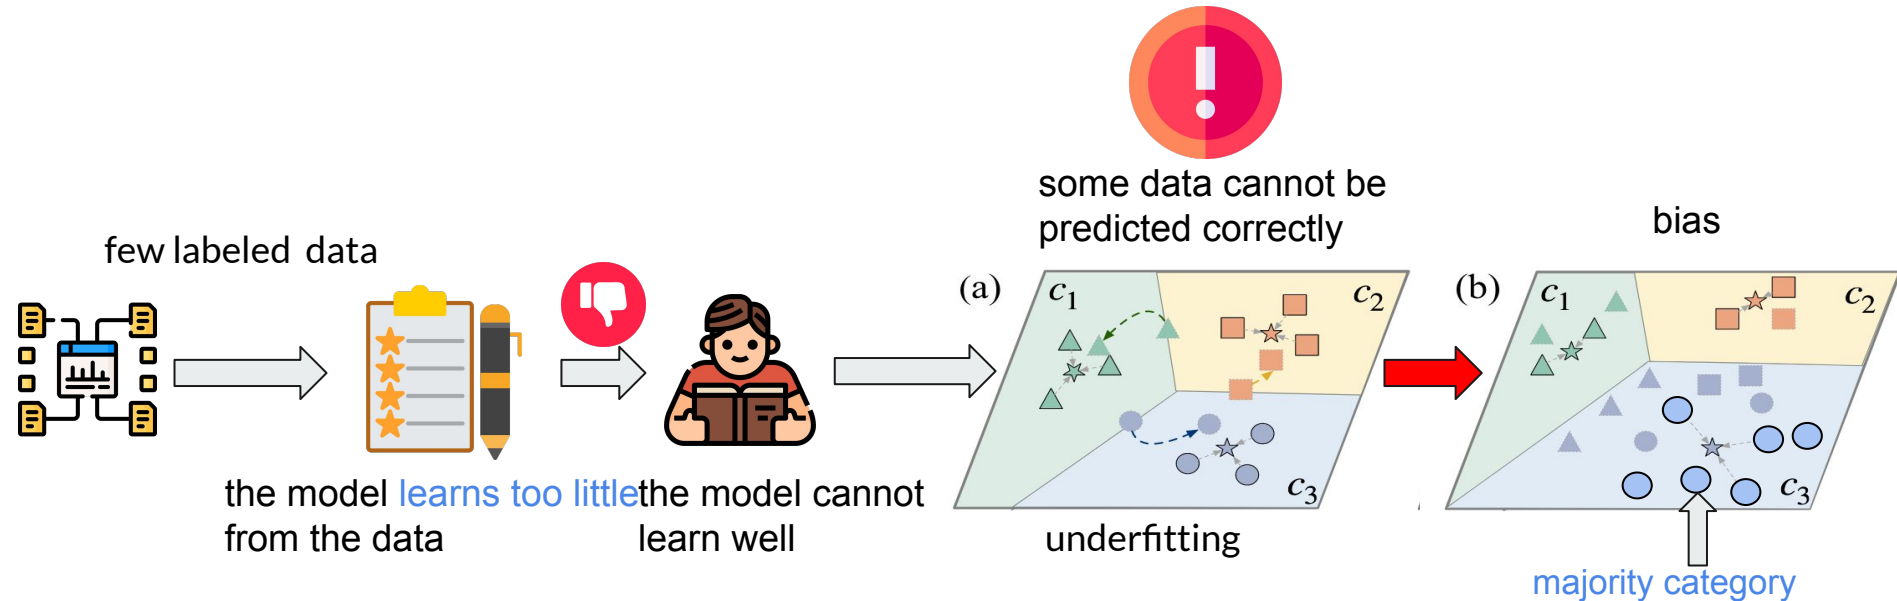 few labeled data
the model learns too little
from the data
the model cannot
learn well
some data cannot be
predicted correctly
(a)
c1
c2
c3
underfitting
bias
(b)
c1
c2
c3
majority category